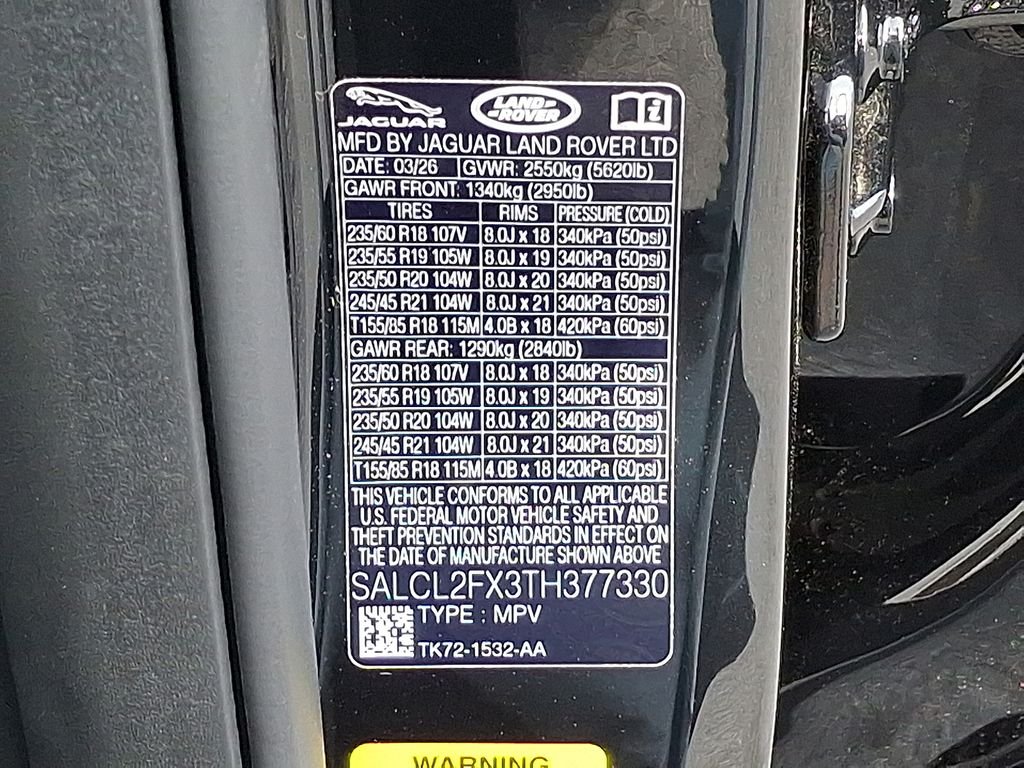 JAGUAR LAND ROVER i
MFD BY JAGUAR LAND ROVER LTD
DATE: 03/26 GVWR: 2550kg (5620lb)
GAWR FRONT: 1340kg (2950lb)
TIRES RIMS PRESSURE (COLD)
235/60 R18 107V 8.0J x 18 340kPa (50psi)
235/55 R19 105W 8.0J x 19 340kPa (50psi)
235/50 R20 104W 8.0J x 20 340kPa (50psi)
245/45 R21 104W 8.0J x 21 340kPa (50psi)
T155/85 R18 115M 4.0B x 18 420kPa (60psi)
GAWR REAR: 1290kg (2840lb)
235/60 R18 107V 8.0J x 18 340kPa (50psi)
235/55 R19 105W 8.0J x 19 340kPa (50psi)
235/50 R20 104W 8.0J x 20 340kPa (50psi)
245/45 R21 104W 8.0J x 21 340kPa (50psi)
T155/85 R18 115M 4.0B x 18 420kPa (60psi)
THIS VEHICLE CONFORMS TO ALL APPLICABLE
U.S. FEDERAL MOTOR VEHICLE SAFETY AND
THEFT PREVENTION STANDARDS IN EFFECT ON
THE DATE OF MANUFACTURE SHOWN ABOVE
SALCL2FX3TH377330
TYPE : MPV
TK72-1532-AA
WARNING